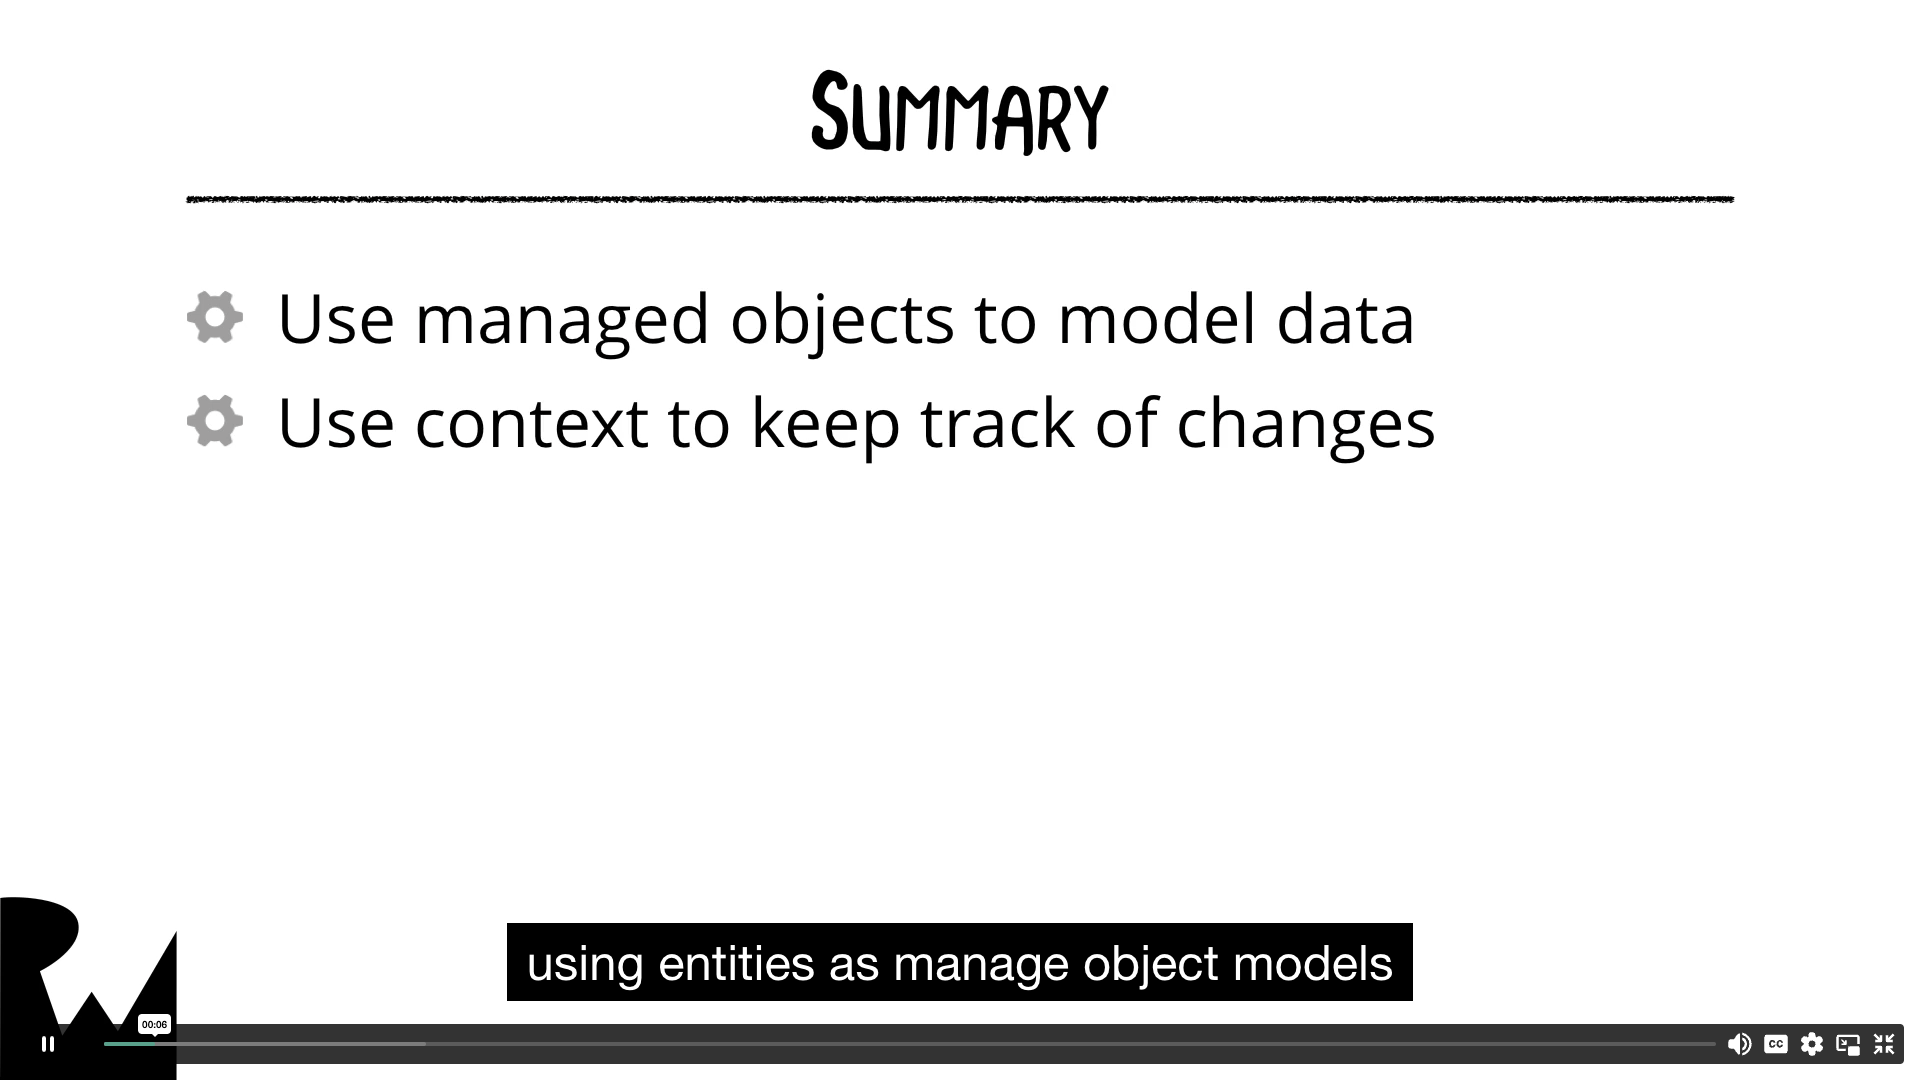 Summary
Use managed objects to model data
Use context to keep track of changes
using entities as manage object models
00:06
CC